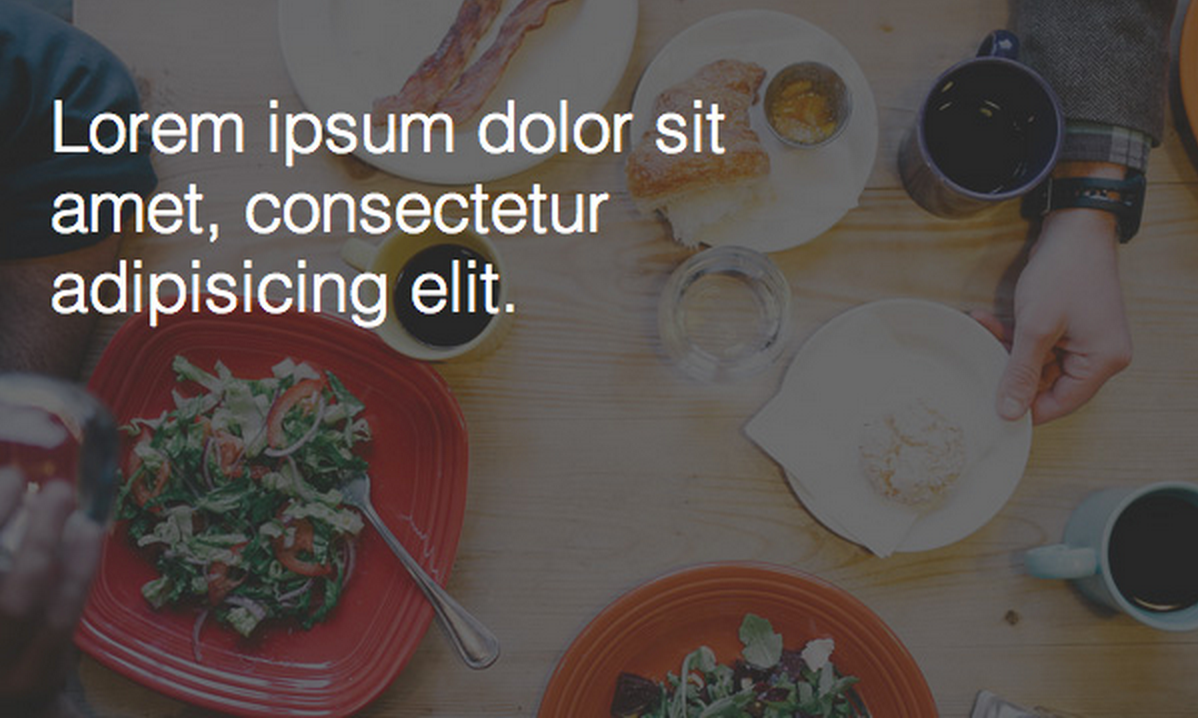 Lorem ipsum dolor sit
amet, consectetur
adipisicing elit.